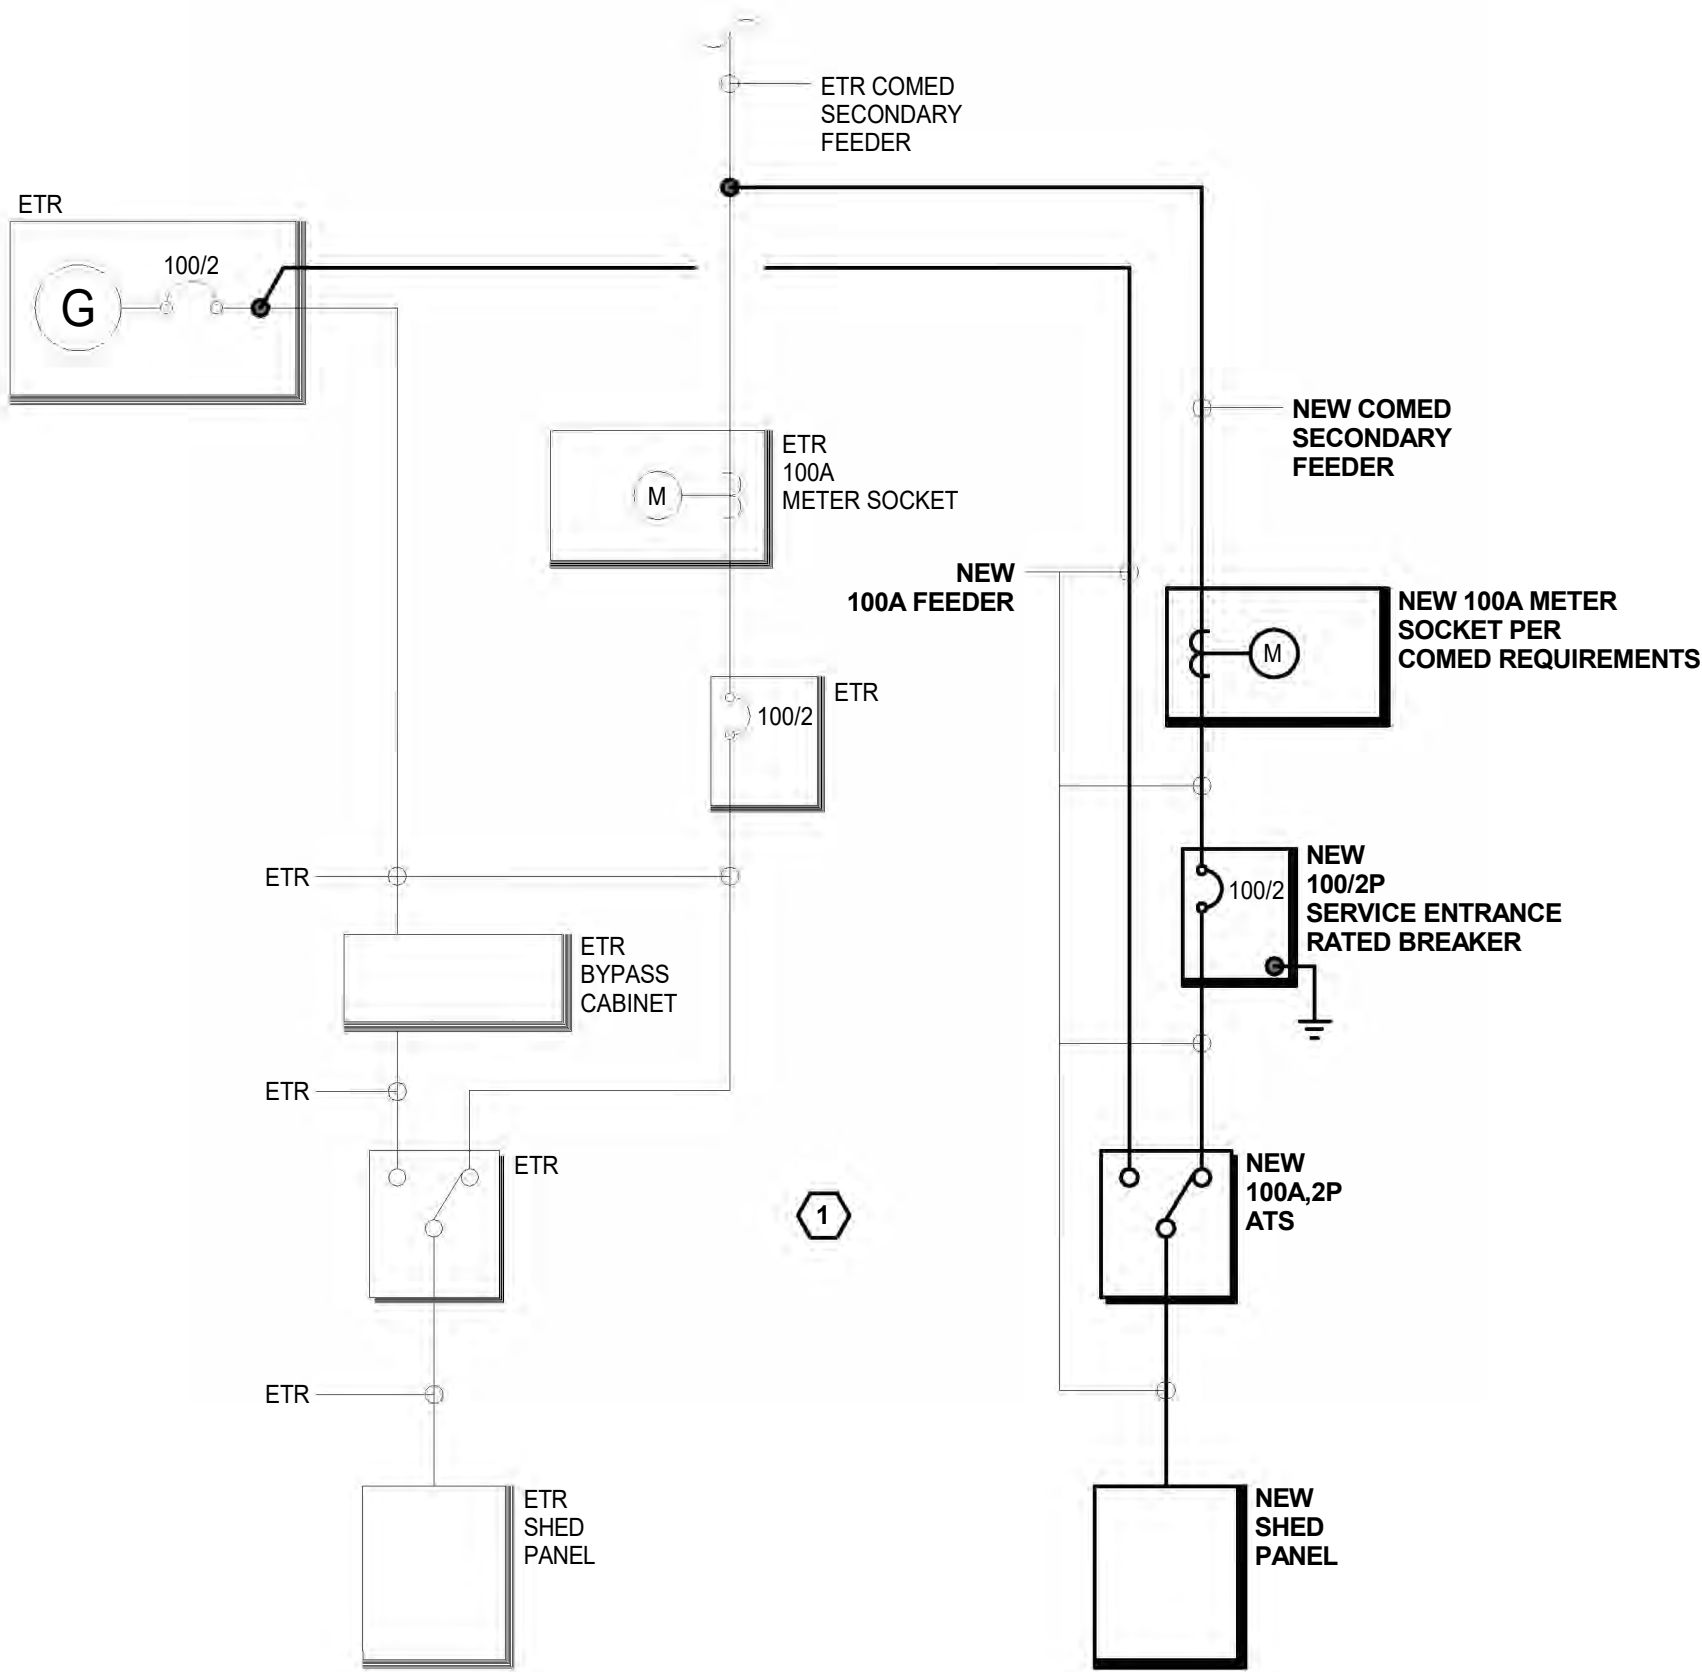 ETR COMED
SECONDARY
FEEDER
ETR
100/2
G
NEW COMED
SECONDARY
FEEDER
ETR
100A
METER SOCKET
M
NEW
100A FEEDER
NEW 100A METER
SOCKET PER
COMED REQUIREMENTS
M
ETR
100/2
NEW
100/2P
SERVICE ENTRANCE
RATED BREAKER
100/2
ETR
ETR
BYPASS
CABINET
ETR
ETR
NEW
100A,2P
ATS
1
ETR
ETR
SHED
PANEL
NEW
SHED
PANEL